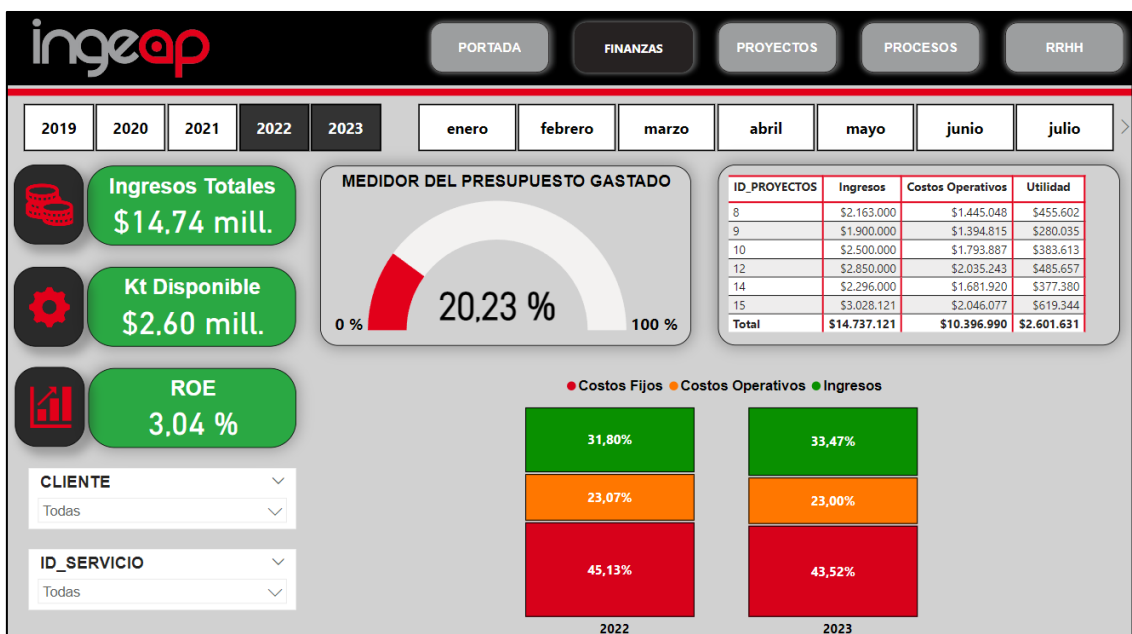 ingeap
PORTADA FINANZAS PROYECTOS PROCESOS RRHH
2019 2020 2021 2022 2023 enero febrero marzo abril mayo junio julio
Ingresos Totales
$14,74 mill.
Kt Disponible
$2,60 mill.
ROE
3,04 %
CLIENTE
Todas
ID_SERVICIO
Todas
MEDIDOR DEL PRESUPUESTO GASTADO
20,23 %
0 % 100 %
ID_PROYECTOS Ingresos Costos Operativos Utilidad
8 $2.163.000 $1.445.048 $455.602
9 $1.900.000 $1.394.815 $280.035
10 $2.500.000 $1.793.887 $383.613
12 $2.850.000 $2.035.243 $485.657
14 $2.296.000 $1.681.920 $377.380
15 $3.028.121 $2.046.077 $619.344
Total $14.737.121 $10.396.990 $2.601.631
Costos Fijos Costos Operativos Ingresos
31,80% 33,47%
23,07% 23,00%
45,13% 43,52%
2022 2023